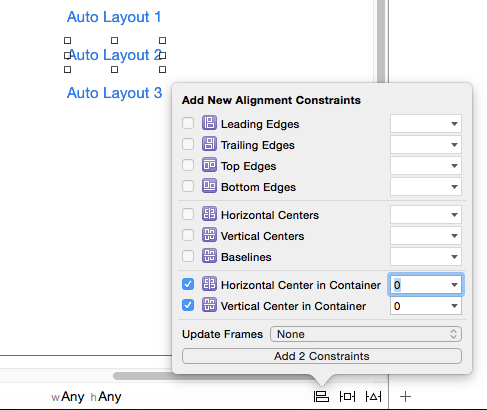 Auto Layout 1
Auto Layout 2
Auto Layout 3
Add New Alignment Constraints
Leading Edges
Trailing Edges
Top Edges
Bottom Edges
Horizontal Centers
Vertical Centers
Baselines
Horizontal Center in Container 0
Vertical Center in Container 0
Update Frames None
Add 2 Constraints
wAny hAny